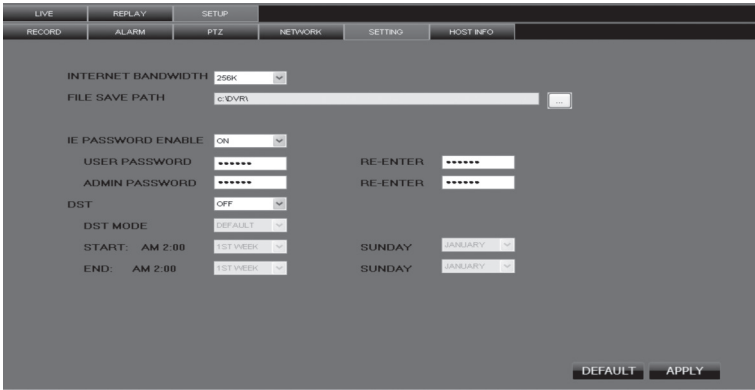 LIVE REPLAY SETUP
RECORD ALARM PTZ NETWORK SETTING HOST INFO
INTERNET BANDWIDTH 256K
FILE SAVE PATH c:\DVR\ ...
IE PASSWORD ENABLE ON
USER PASSWORD •••••• RE-ENTER ••••••
ADMIN PASSWORD •••••• RE-ENTER ••••••
DST OFF
DST MODE DEFAULT
START: AM 2:00 1ST WEEK SUNDAY JANUARY
END: AM 2:00 1ST WEEK SUNDAY JANUARY
DEFAULT APPLY